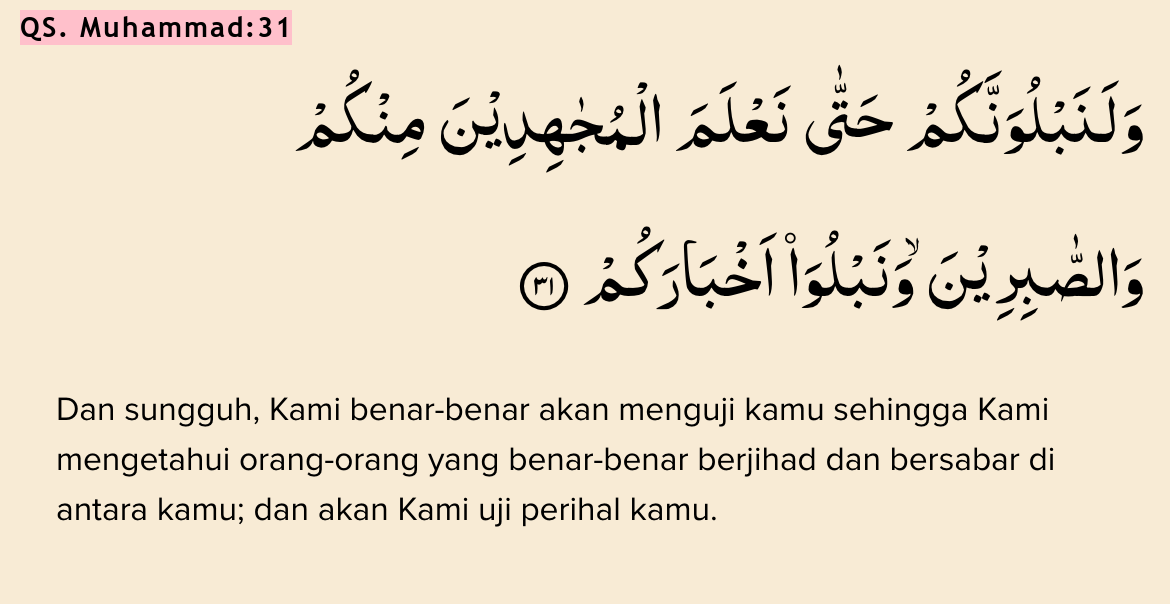 QS. Muhammad:31
وَلَنَبْلُوَنَّكُمْ حَتّٰى نَعْلَمَ الْمُجٰهِدِيْنَ مِنْكُمْ
وَالصّٰبِرِيْنَ وَنَبْلُوَا۟ اَخْبَارَكُمْ ٣١
Dan sungguh, Kami benar-benar akan menguji kamu sehingga Kami
mengetahui orang-orang yang benar-benar berjihad dan bersabar di
antara kamu; dan akan Kami uji perihal kamu.